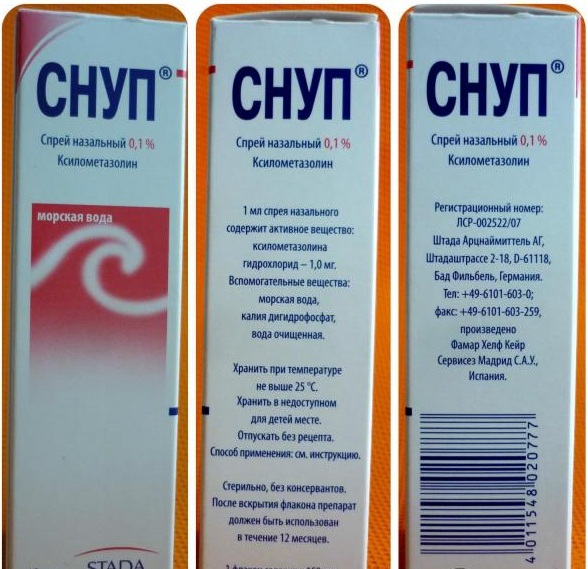 СНУП®
Спрей назальный 0,1 %
Ксилометазолин
морская вода
STADA
СНУП®
Спрей назальный 0,1 %
Ксилометазолин
1 мл спрея назального
содержит активное вещество:
ксилометазолина
гидрохлорид – 1,0 мг.
Вспомогательные вещества:
морская вода,
калия дигидрофосфат,
вода очищенная.
Хранить при температуре
не выше 25 °C.
Хранить в недоступном
для детей месте.
Отпускать без рецепта.
Способ применения: см. инструкцию.
Стерильно, без консервантов.
После вскрытия флакона препарат
должен быть использован
в течение 12 месяцев.
СНУП®
Спрей назальный 0,1 %
Ксилометазолин
Регистрационный номер:
ЛСР-002522/07
Штада Арцнаймиттель АГ,
Штадаштрассе 2-18, D-61118,
Бад Фильбель, Германия.
Тел: +49-6101-603-0;
факс: +49-6101-603-259,
произведено
Фамар Хелф Кейр
Сервисез Мадрид С.А.У.,
Испания.
4 011548 020777